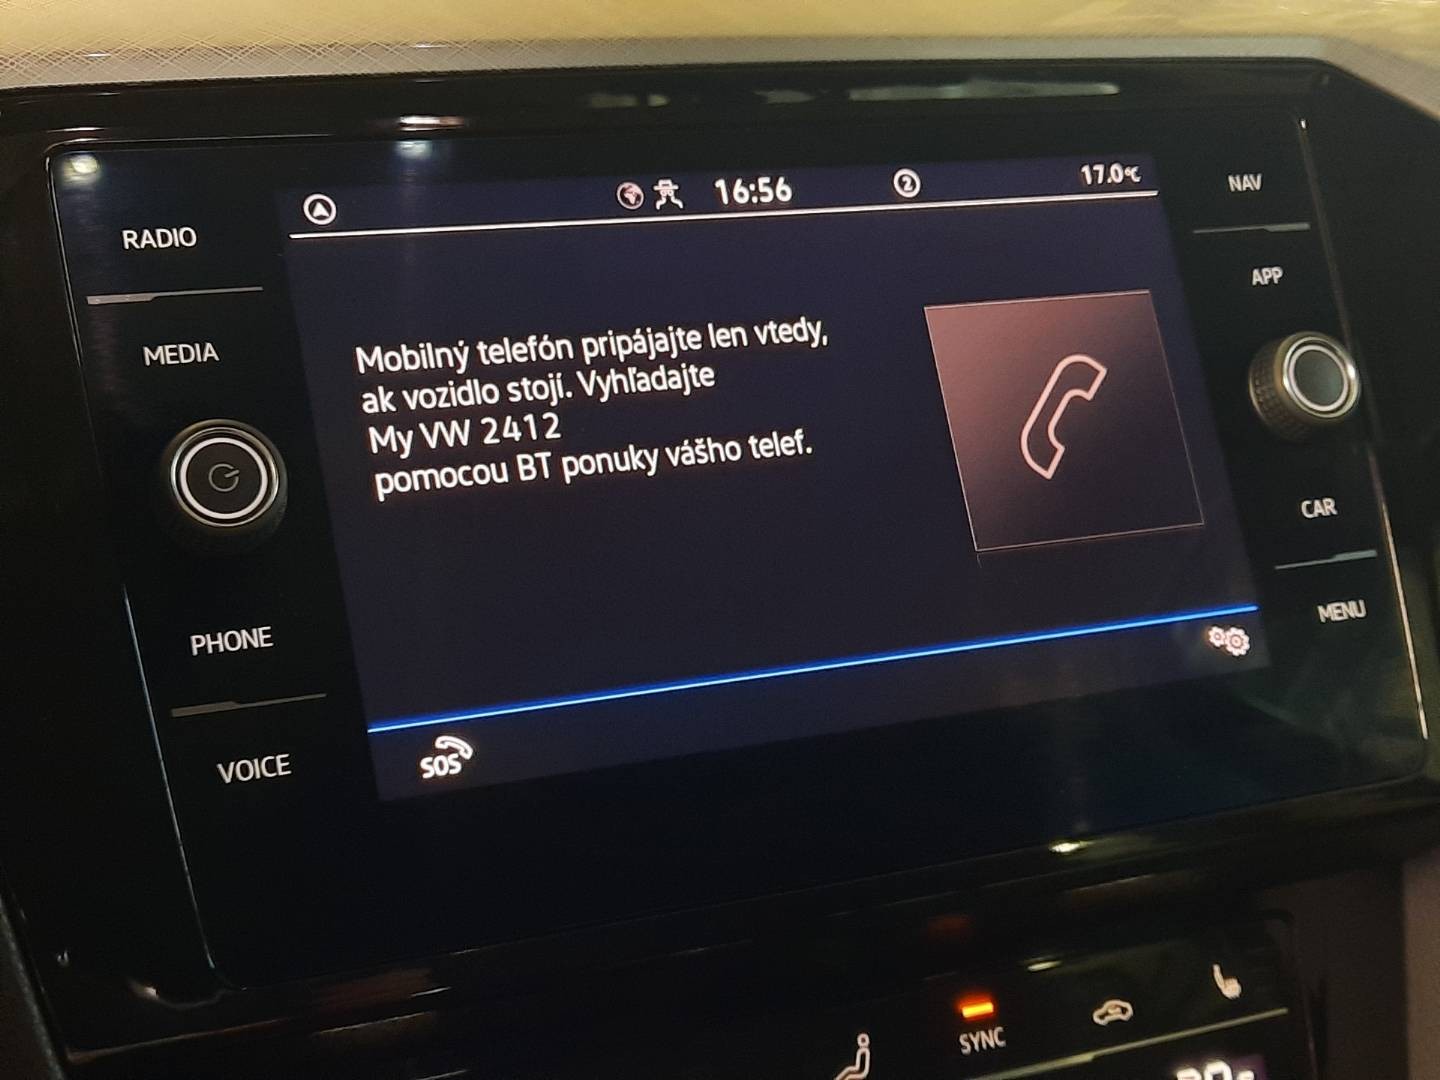 16:56
2
17.0°C
NAV
RADIO
APP
MEDIA
Mobilný telefón pripájajte len vtedy,
ak vozidlo stojí. Vyhľadajte
My VW 2412
pomocou BT ponuky vášho telef.
CAR
PHONE
MENU
VOICE
SOS
SYNC